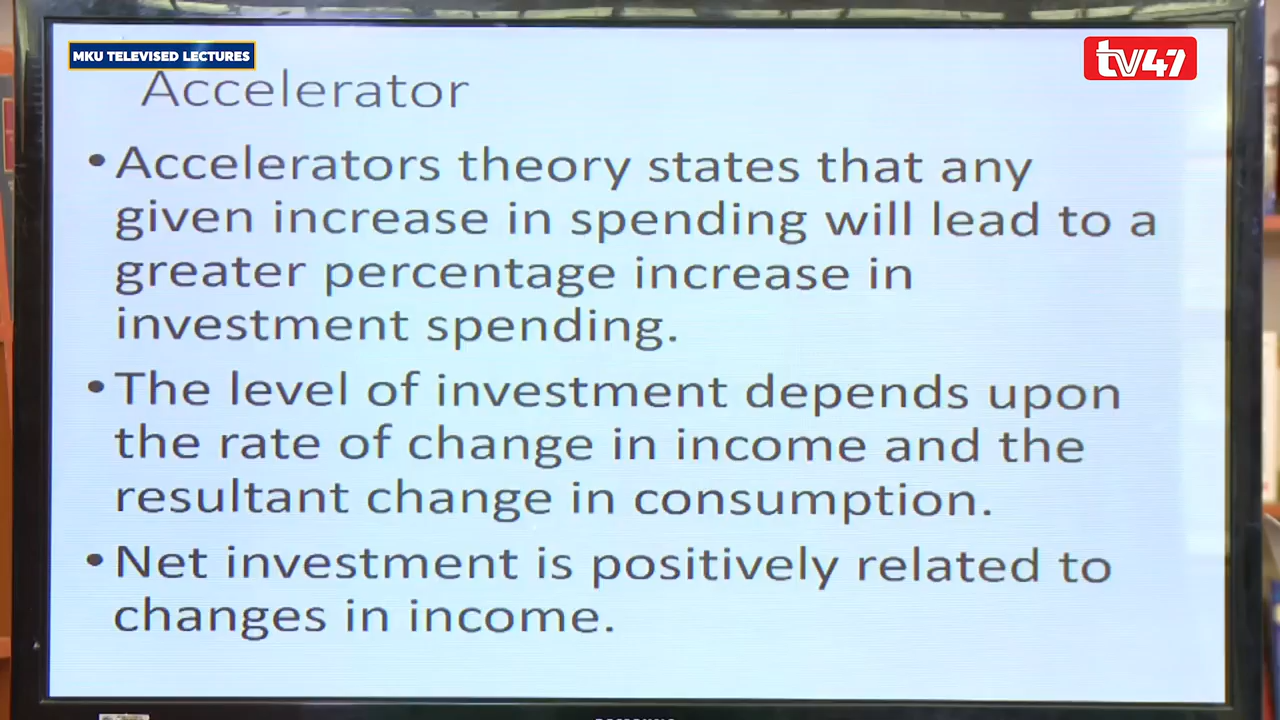 MKU TELEVISED LECTURES
tv47
Accelerator
• Accelerators theory states that any
given increase in spending will lead to a
greater percentage increase in
investment spending.
• The level of investment depends upon
the rate of change in income and the
resultant change in consumption.
• Net investment is positively related to
changes in income.